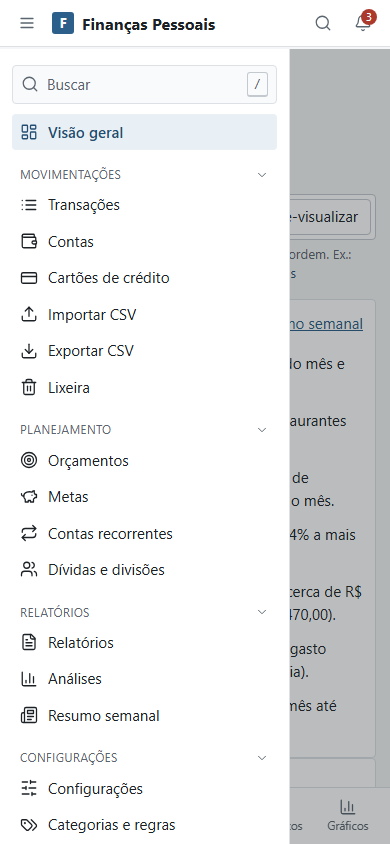 F Finanças Pessoais 3
Buscar /
Visão geral
MOVIMENTAÇÕES
Transações
Contas
Cartões de crédito
Importar CSV
Exportar CSV
Lixeira
PLANEJAMENTO
Orçamentos
Metas
Contas recorrentes
Dívidas e divisões
RELATÓRIOS
Relatórios
Análises
Resumo semanal
CONFIGURAÇÕES
Configurações
Categorias e regras
e-visualizar
ordem. Ex.:
s
no semanal
do mês e
aurantes
de
o mês.
4% a mais
cerca de R$
470,00).
gasto
ia).
mês até
os
Gráficos